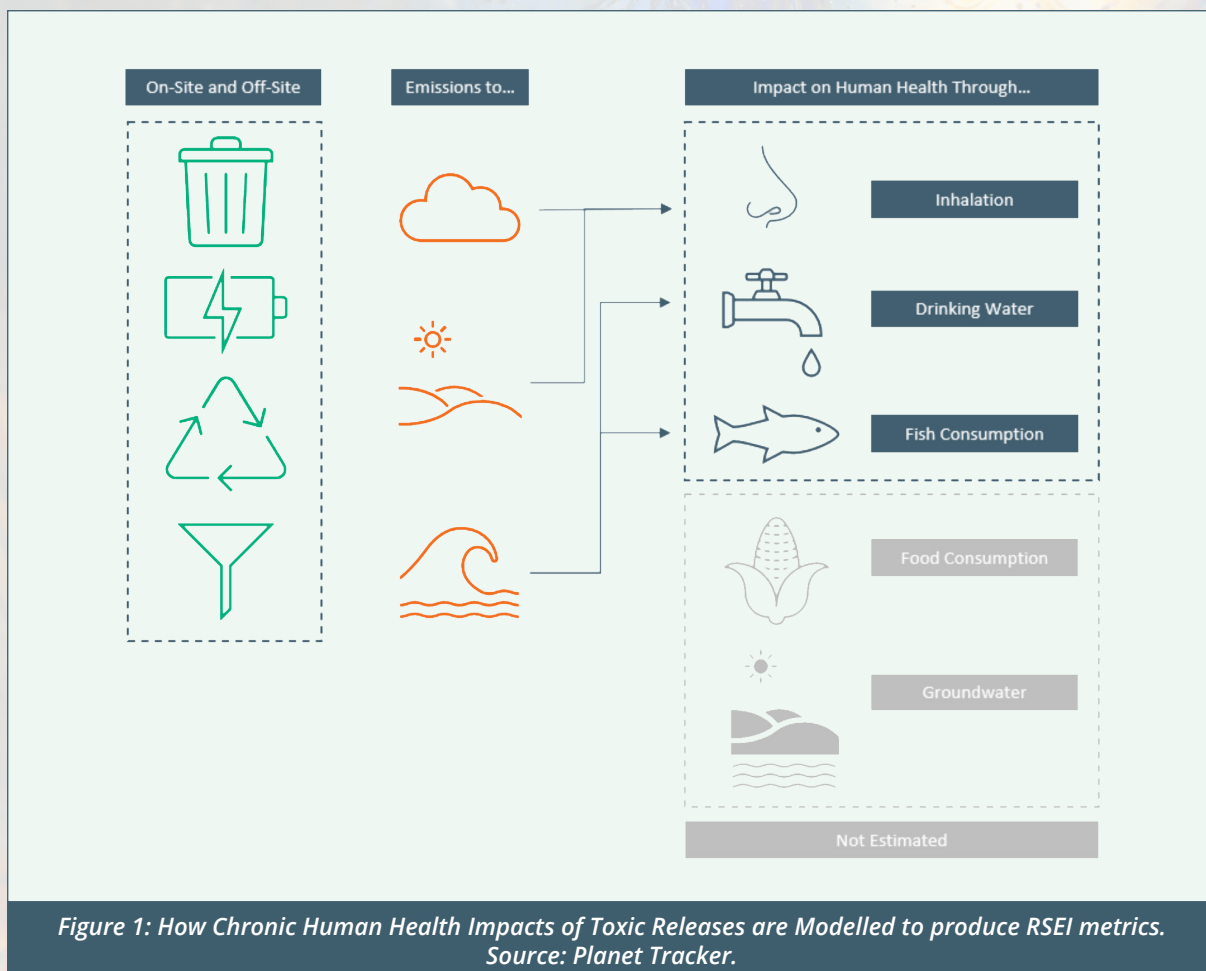 On-Site and Off-Site
Emissions to...
Impact on Human Health Through...
Inhalation
Drinking Water
Fish Consumption
Food Consumption
Groundwater
Not Estimated
Figure 1: How Chronic Human Health Impacts of Toxic Releases are Modelled to produce RSEI metrics.
Source: Planet Tracker.